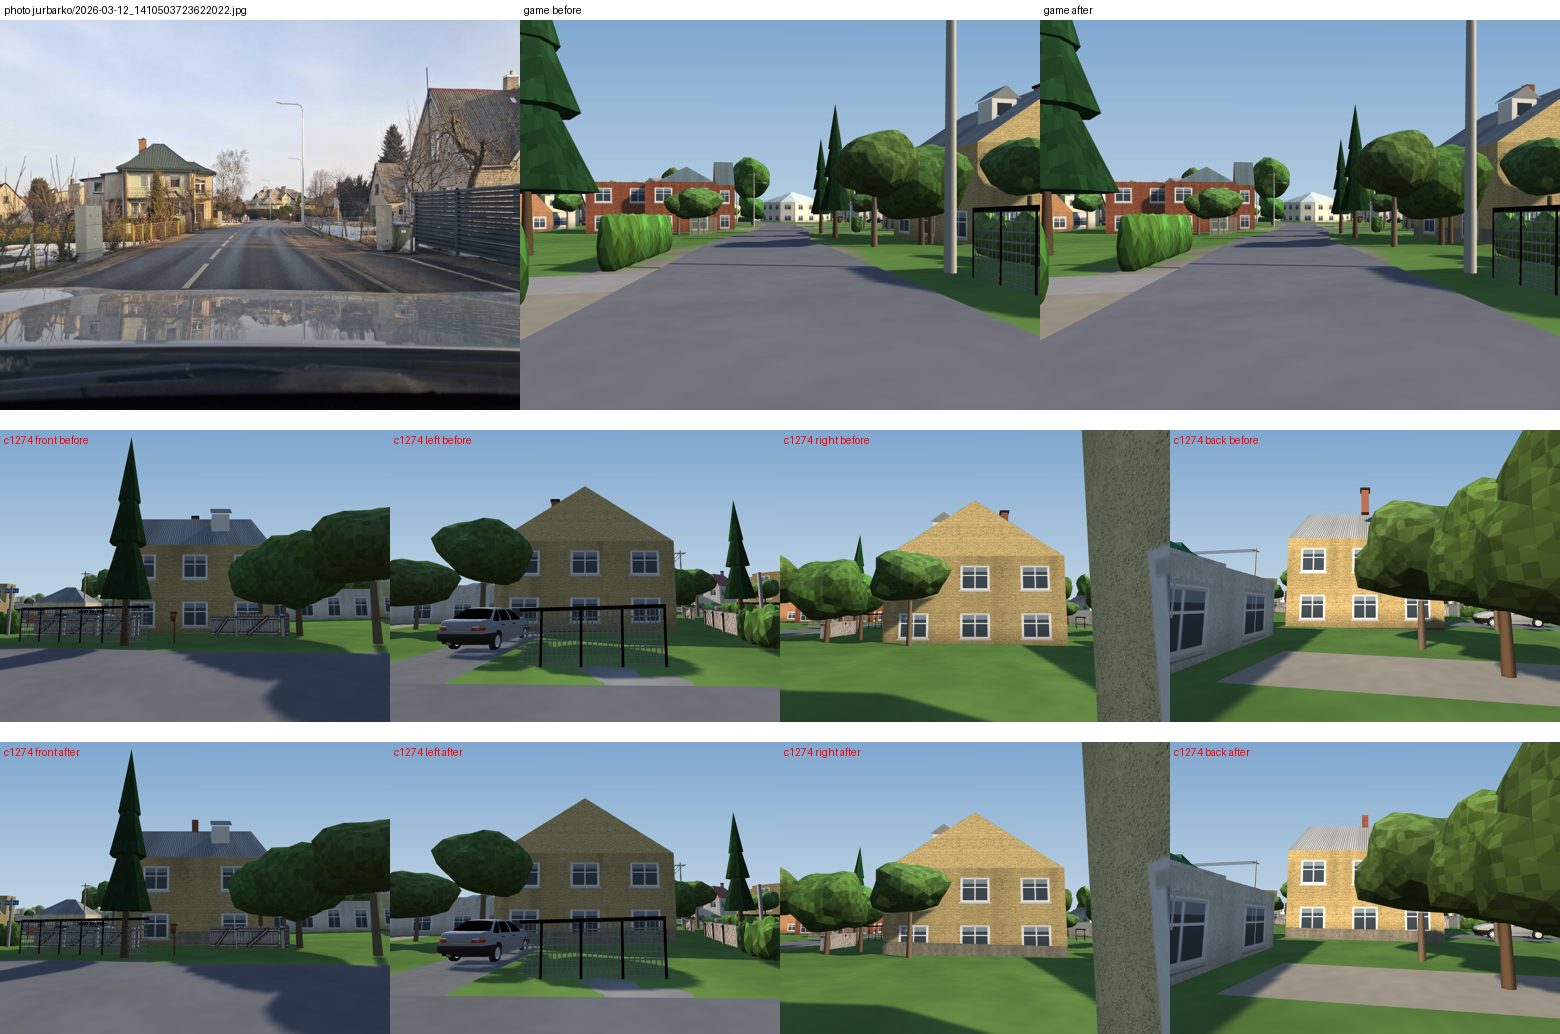 photo jurbarko/2026-03-12_1410503723622022.jpg
game before
game after
c1274 front before
c1274 left before
c1274 right before
c1274 back before
c1274 front after
c1274 left after
c1274 right after
c1274 back after